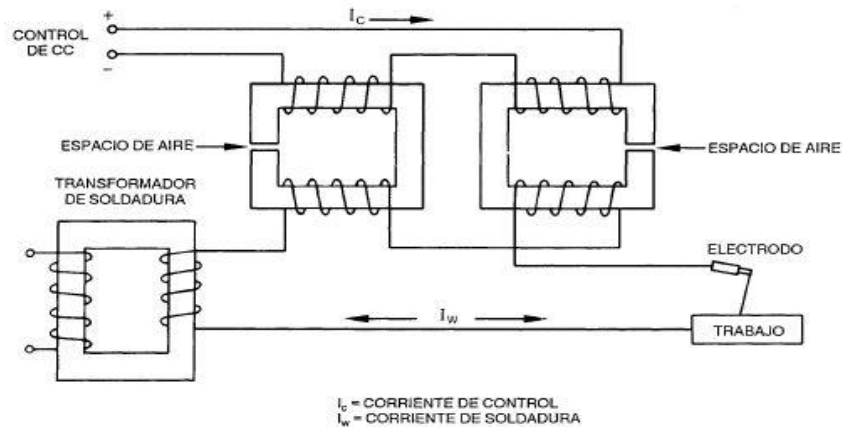 I_C
+
CONTROL
DE CC
−
ESPACIO DE AIRE
ESPACIO DE AIRE
TRANSFORMADOR
DE SOLDADURA
ELECTRODO
I_W
TRABAJO
I_C = CORRIENTE DE CONTROL
I_W = CORRIENTE DE SOLDADURA